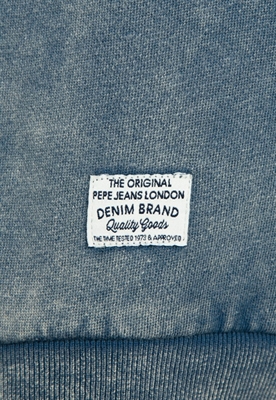 THE ORIGINAL
PEPE JEANS LONDON
DENIM BRAND
Quality Goods
THE TIME TESTED 1973 & APPROVED